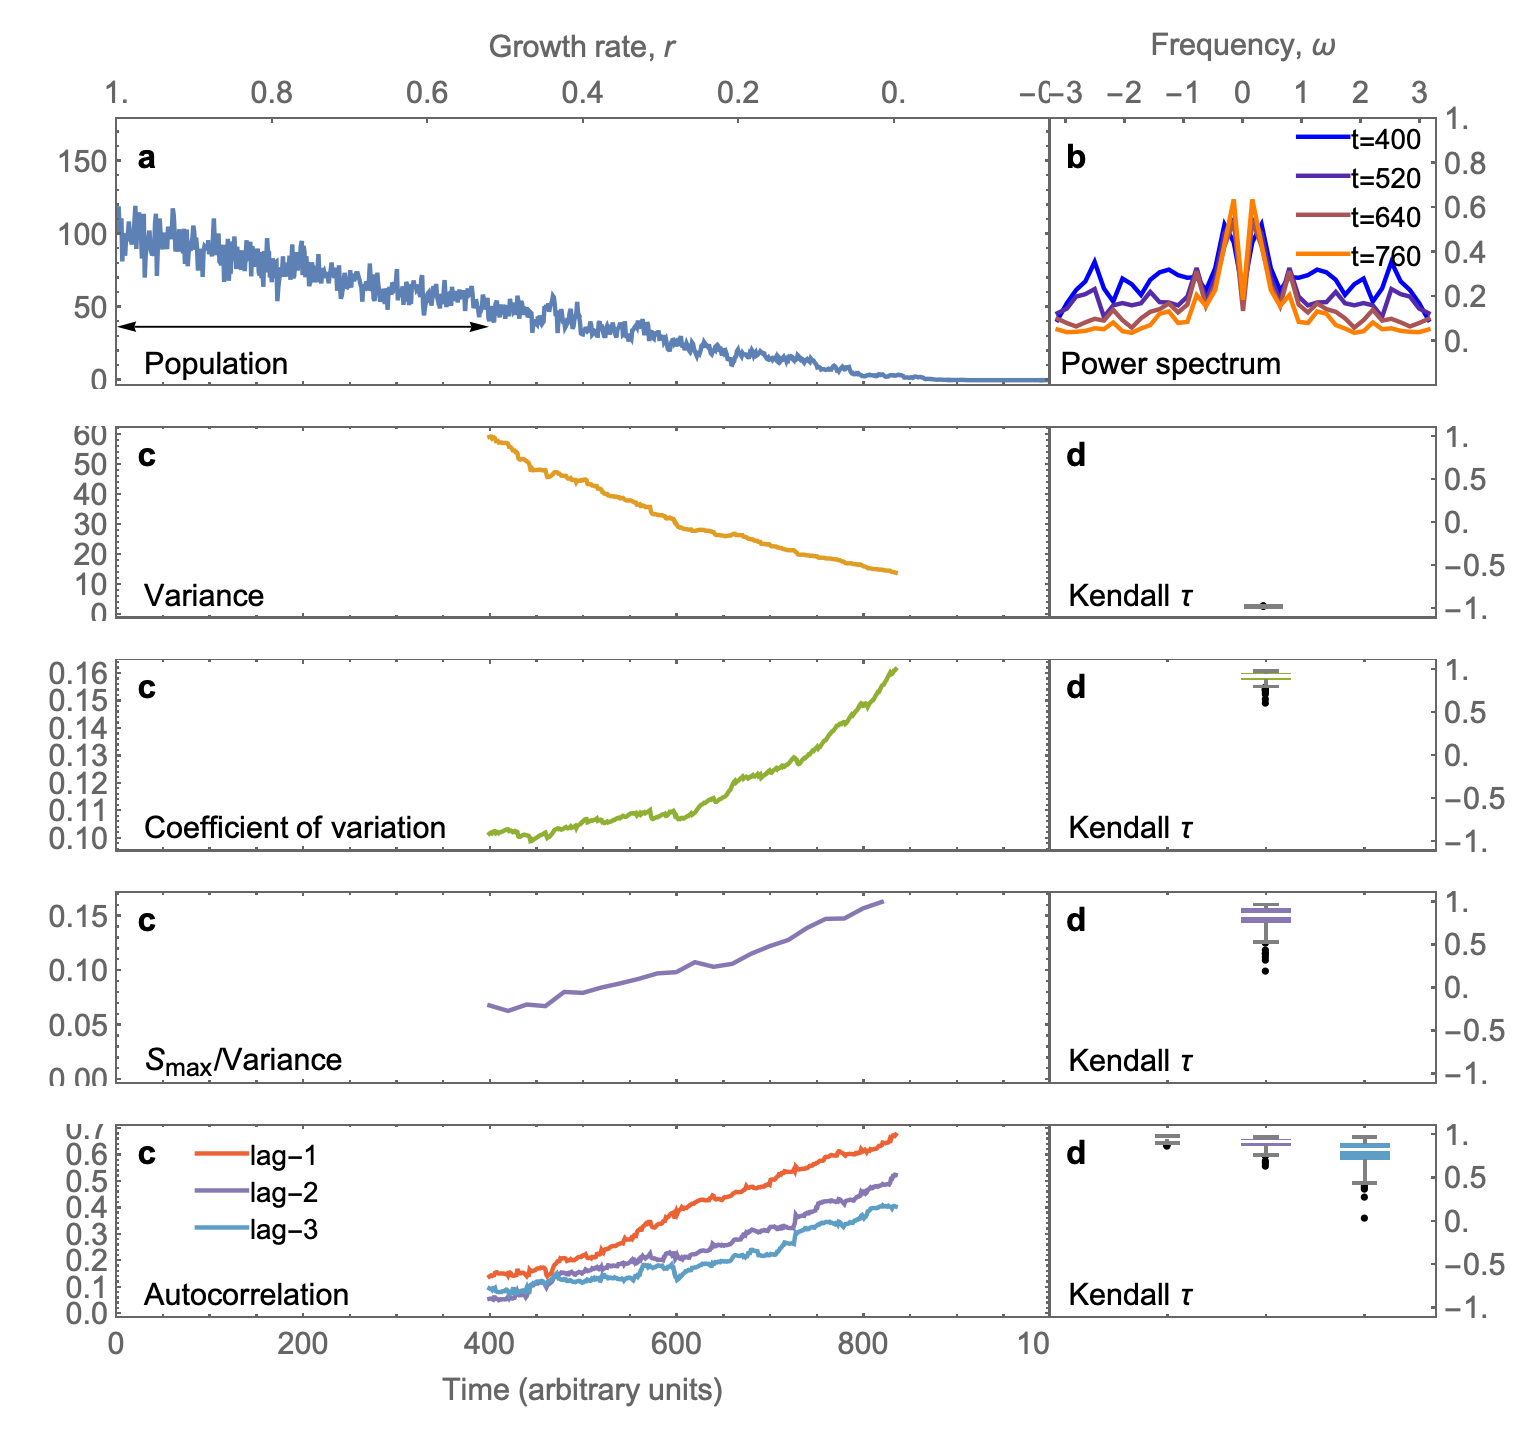 Growth rate, r
Frequency, ω
1. 0.8 0.6 0.4 0.2 0. −0
−3 −2 −1 0 1 2 3
a
150
100
50
0
Population
b
t=400
t=520
t=640
t=760
Power spectrum
1.
0.8
0.6
0.4
0.2
0.
60
50
40
30
20
10
0
c
Variance
d
Kendall τ
1.
0.5
0.
−0.5
−1.
0.16
0.15
0.14
0.13
0.12
0.11
0.10
c
Coefficient of variation
d
Kendall τ
1.
0.5
0.
−0.5
−1.
0.15
0.10
0.05
0.00
c
Smax/Variance
d
Kendall τ
1.
0.5
0.
−0.5
−1.
0.7
0.6
0.5
0.4
0.3
0.2
0.1
0.0
c
lag−1
lag−2
lag−3
Autocorrelation
d
Kendall τ
1.
0.5
0.
−0.5
−1.
0 200 400 600 800 10
Time (arbitrary units)